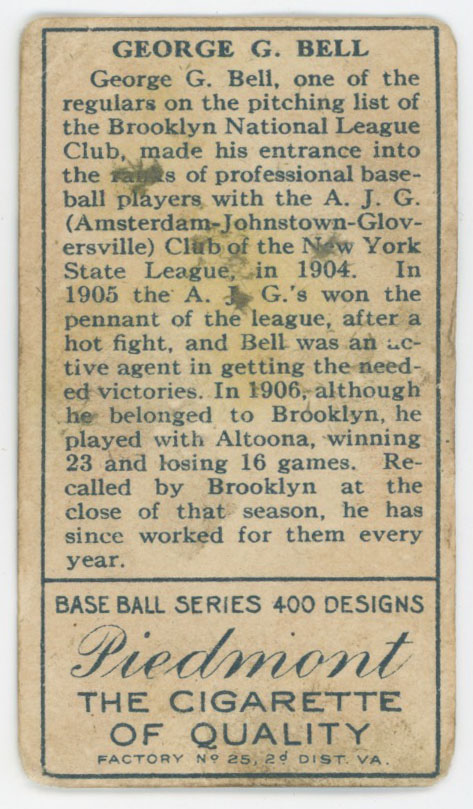 GEORGE G. BELL
George G. Bell, one of the
regulars on the pitching list of
the Brooklyn National League
Club, made his entrance into
the ranks of professional base-
ball players with the A. J. G.
(Amsterdam-Johnstown-Glov-
ersville) Club of the New York
State League, in 1904. In
1905 the A. J. G.'s won the
pennant of the league, after a
hot fight, and Bell was an ac-
tive agent in getting the need-
ed victories. In 1906, although
he belonged to Brooklyn, he
played with Altoona, winning
23 and losing 16 games. Re-
called by Brooklyn at the
close of that season, he has
since worked for them every
year.
BASE BALL SERIES 400 DESIGNS
Piedmont
THE CIGARETTE
OF QUALITY
FACTORY Nº 25, 2d DIST. VA.